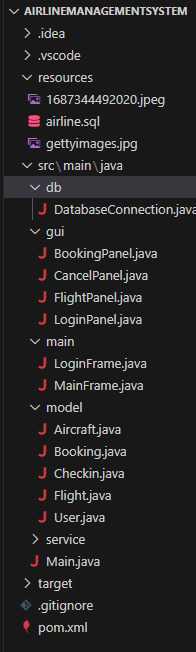 AIRLINEMANAGEMENTSYSTEM
.idea
.vscode
resources
1687344492020.jpeg
airline.sql
gettyimages.jpg
src\main\java
db
DatabaseConnection.java
gui
BookingPanel.java
CancelPanel.java
FlightPanel.java
LoginPanel.java
main
LoginFrame.java
MainFrame.java
model
Aircraft.java
Booking.java
Checkin.java
Flight.java
User.java
service
Main.java
target
.gitignore
pom.xml